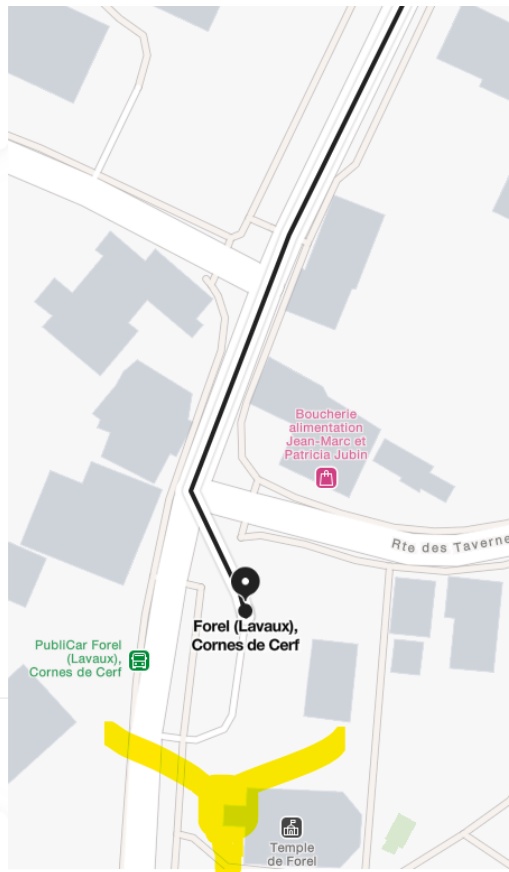 Boucherie
alimentation
Jean-Marc et
Patricia Jubin
Rte des Taverne
Forel (Lavaux),
Cornes de Cerf
PubliCar Forel
(Lavaux),
Cornes de Cerf
Temple
de Forel